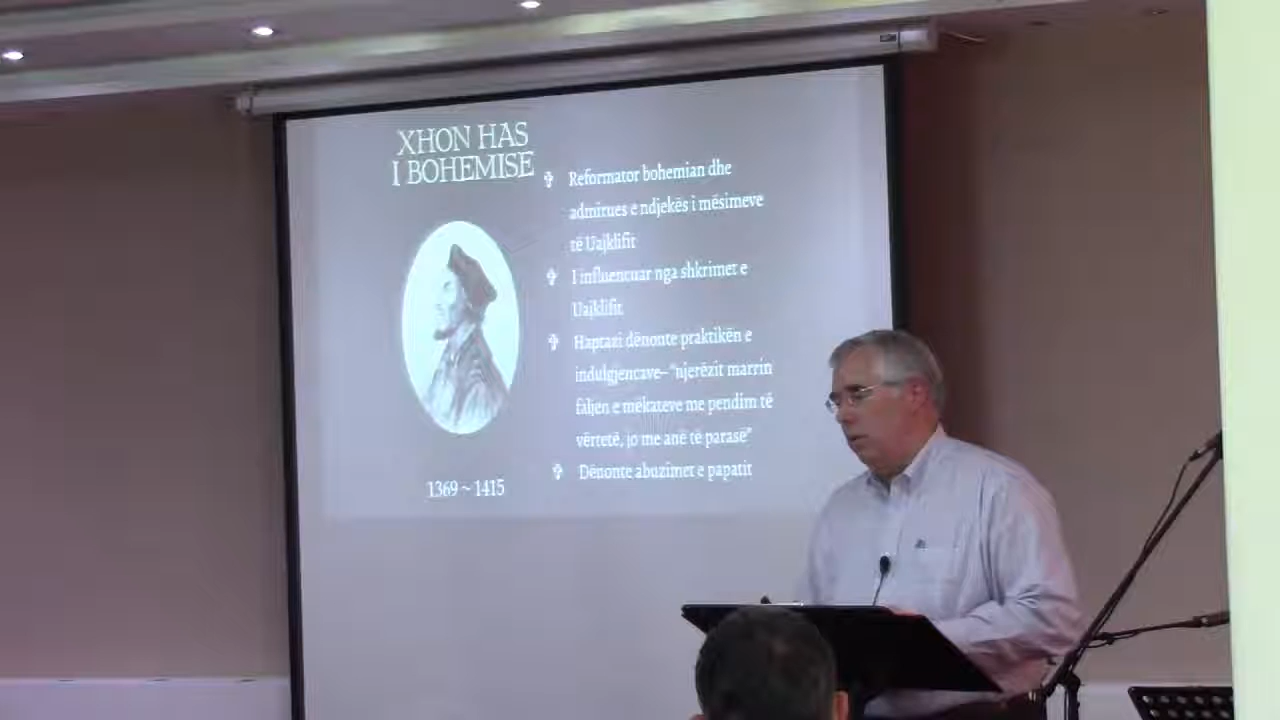 XHON HAS
I BOHEMISE
Reformator bohemian dhe
admirues e ndjekës i mësimeve
të Uajklifit
I influencuar nga shkrimet e
Uajklifit
Haptazi dënonte praktikën e
indulgjencave–"njerëzit marrin
faljen e mëkateve me pendim të
vërtetë, jo me anë të parasë"
Dënonte abuzimet e papatit
1369 ~ 1415